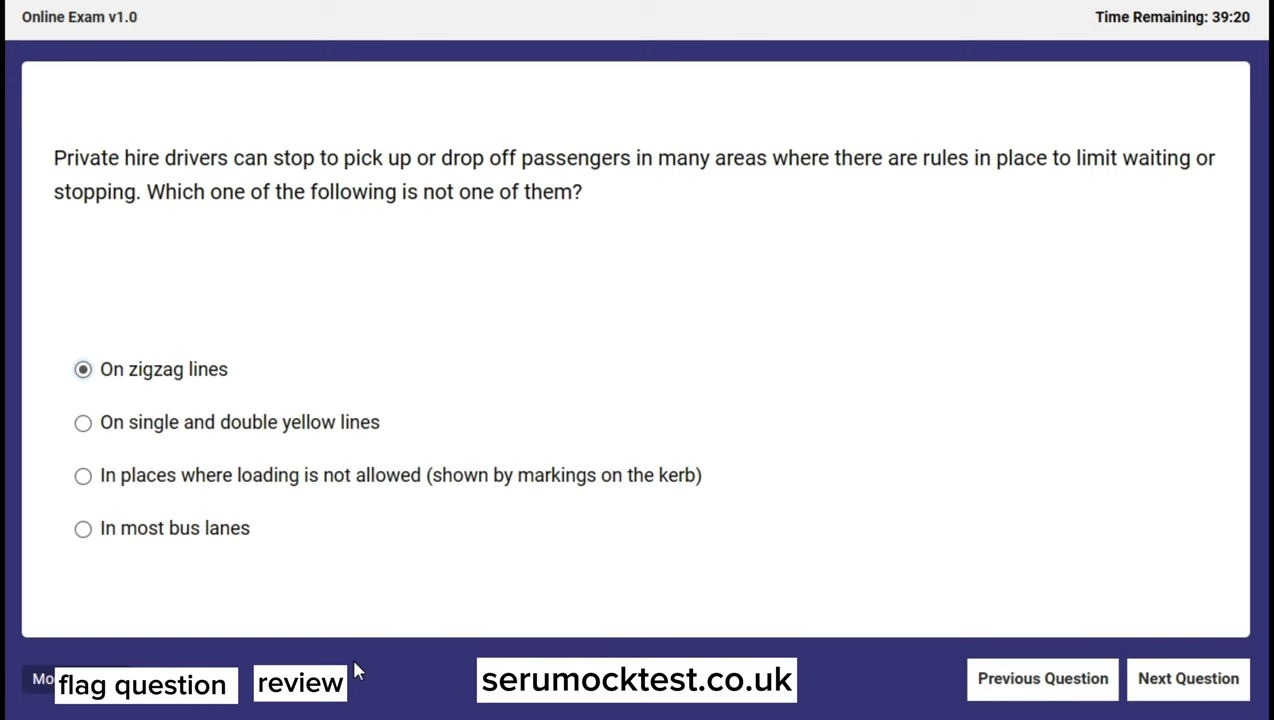 Online Exam v1.0
Time Remaining: 39:20
Private hire drivers can stop to pick up or drop off passengers in many areas where there are rules in place to limit waiting or
stopping. Which one of the following is not one of them?
On zigzag lines
On single and double yellow lines
In places where loading is not allowed (shown by markings on the kerb)
In most bus lanes
flag question
review
serumocktest.co.uk
Previous Question
Next Question